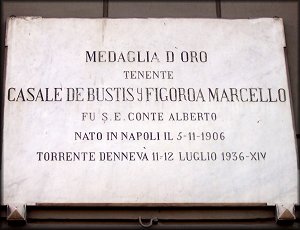 MEDAGLIA D'ORO
TENENTE
CASALE DE BUSTIS y FIGOROA MARCELLO
FU S.E. CONTE ALBERTO
NATO IN NAPOLI IL 5-11-1906
TORRENTE DENNEVÀ 11-12 LUGLIO 1936-XIV